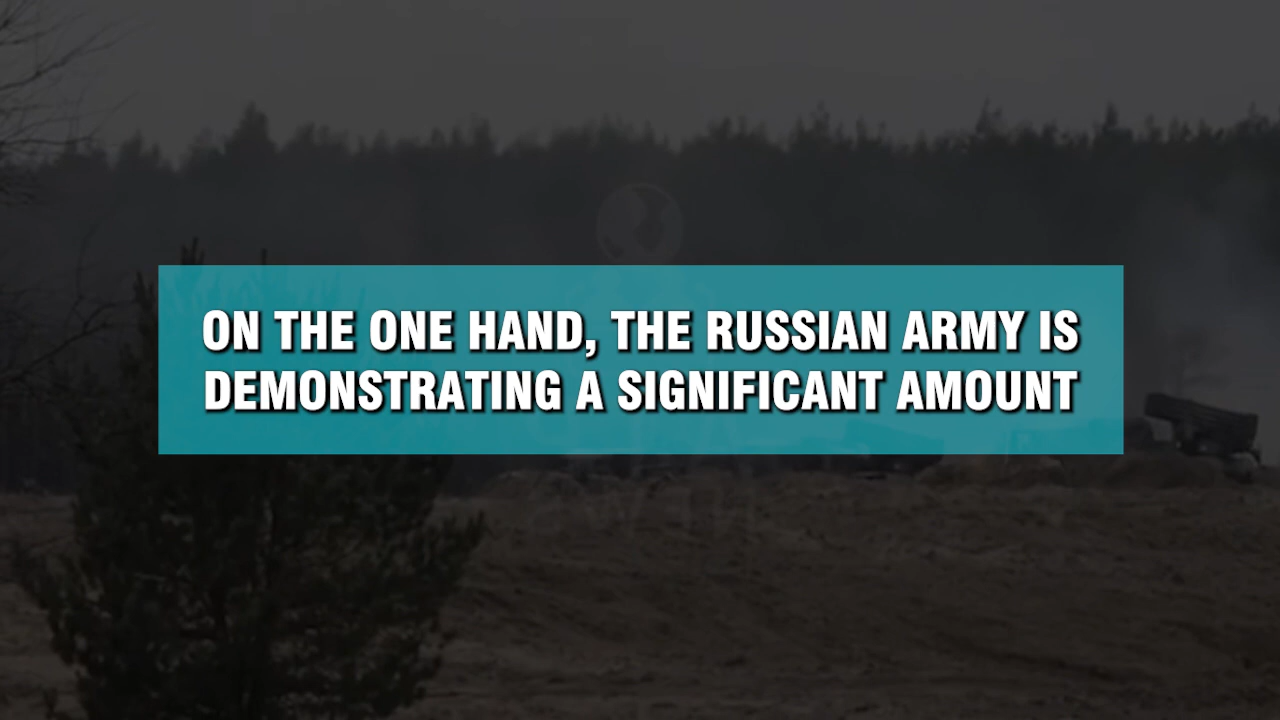 ON THE ONE HAND, THE RUSSIAN ARMY IS
DEMONSTRATING A SIGNIFICANT AMOUNT